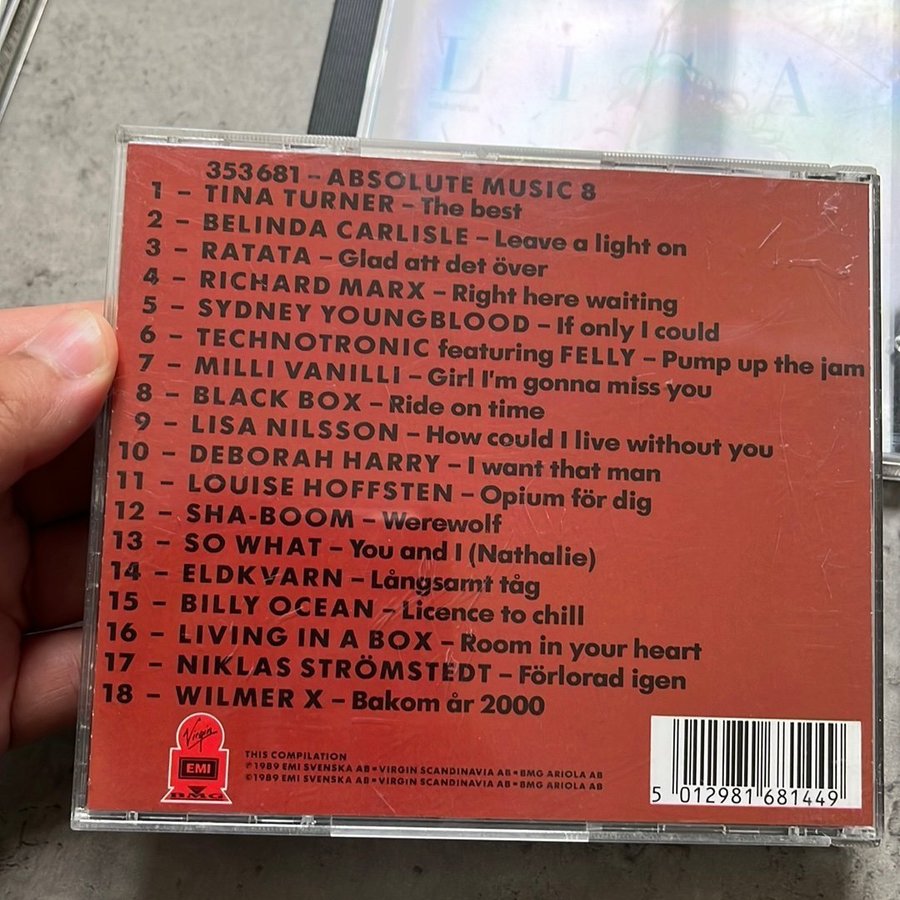 LISA
353681 – ABSOLUTE MUSIC 8
1 – TINA TURNER – The best
2 – BELINDA CARLISLE – Leave a light on
3 – RATATA – Glad att det över
4 – RICHARD MARX – Right here waiting
5 – SYDNEY YOUNGBLOOD – If only I could
6 – TECHNOTRONIC featuring FELLY – Pump up the jam
7 – MILLI VANILLI – Girl I'm gonna miss you
8 – BLACK BOX – Ride on time
9 – LISA NILSSON – How could I live without you
10 – DEBORAH HARRY – I want that man
11 – LOUISE HOFFSTEN – Opium för dig
12 – SHA-BOOM – Werewolf
13 – SO WHAT – You and I (Nathalie)
14 – ELDKVARN – Långsamt tåg
15 – BILLY OCEAN – Licence to chill
16 – LIVING IN A BOX – Room in your heart
17 – NIKLAS STRÖMSTEDT – Förlorad igen
18 – WILMER X – Bakom år 2000
Virgin
EMI
BMG
THIS COMPILATION
℗1989 EMI SVENSKA AB • VIRGIN SCANDINAVIA AB • BMG ARIOLA AB
©1989 EMI SVENSKA AB • VIRGIN SCANDINAVIA AB • BMG ARIOLA AB
5 012981 681449